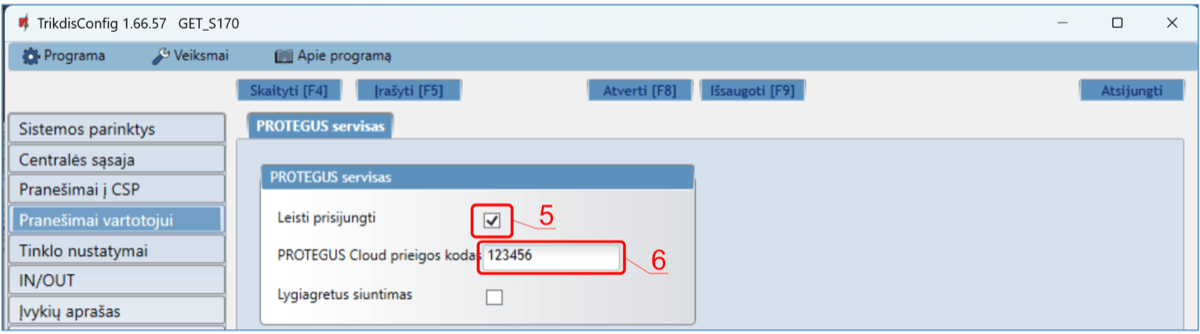 TrikdisConfig 1.66.57 GET_S170
Programa Veiksmai Apie programą
Skaityti [F4] Įrašyti [F5] Atverti [F8] Išsaugoti [F9] Atsijungti
Sistemos parinktys
Centralės sąsaja
Pranešimai į CSP
Pranešimai vartotojui
Tinklo nustatymai
IN/OUT
Įvykių aprašas
PROTEGUS servisas
PROTEGUS servisas
Leisti prisijungti 5
PROTEGUS Cloud prieigos kodas 123456 6
Lygiagretus siuntimas